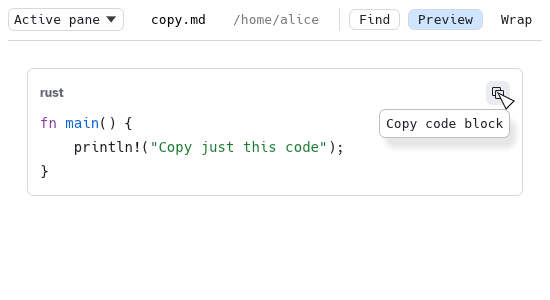 Active pane copy.md /home/alice Find Preview Wrap
rust
fn main() {
Copy code block
    println!("Copy just this code");
}